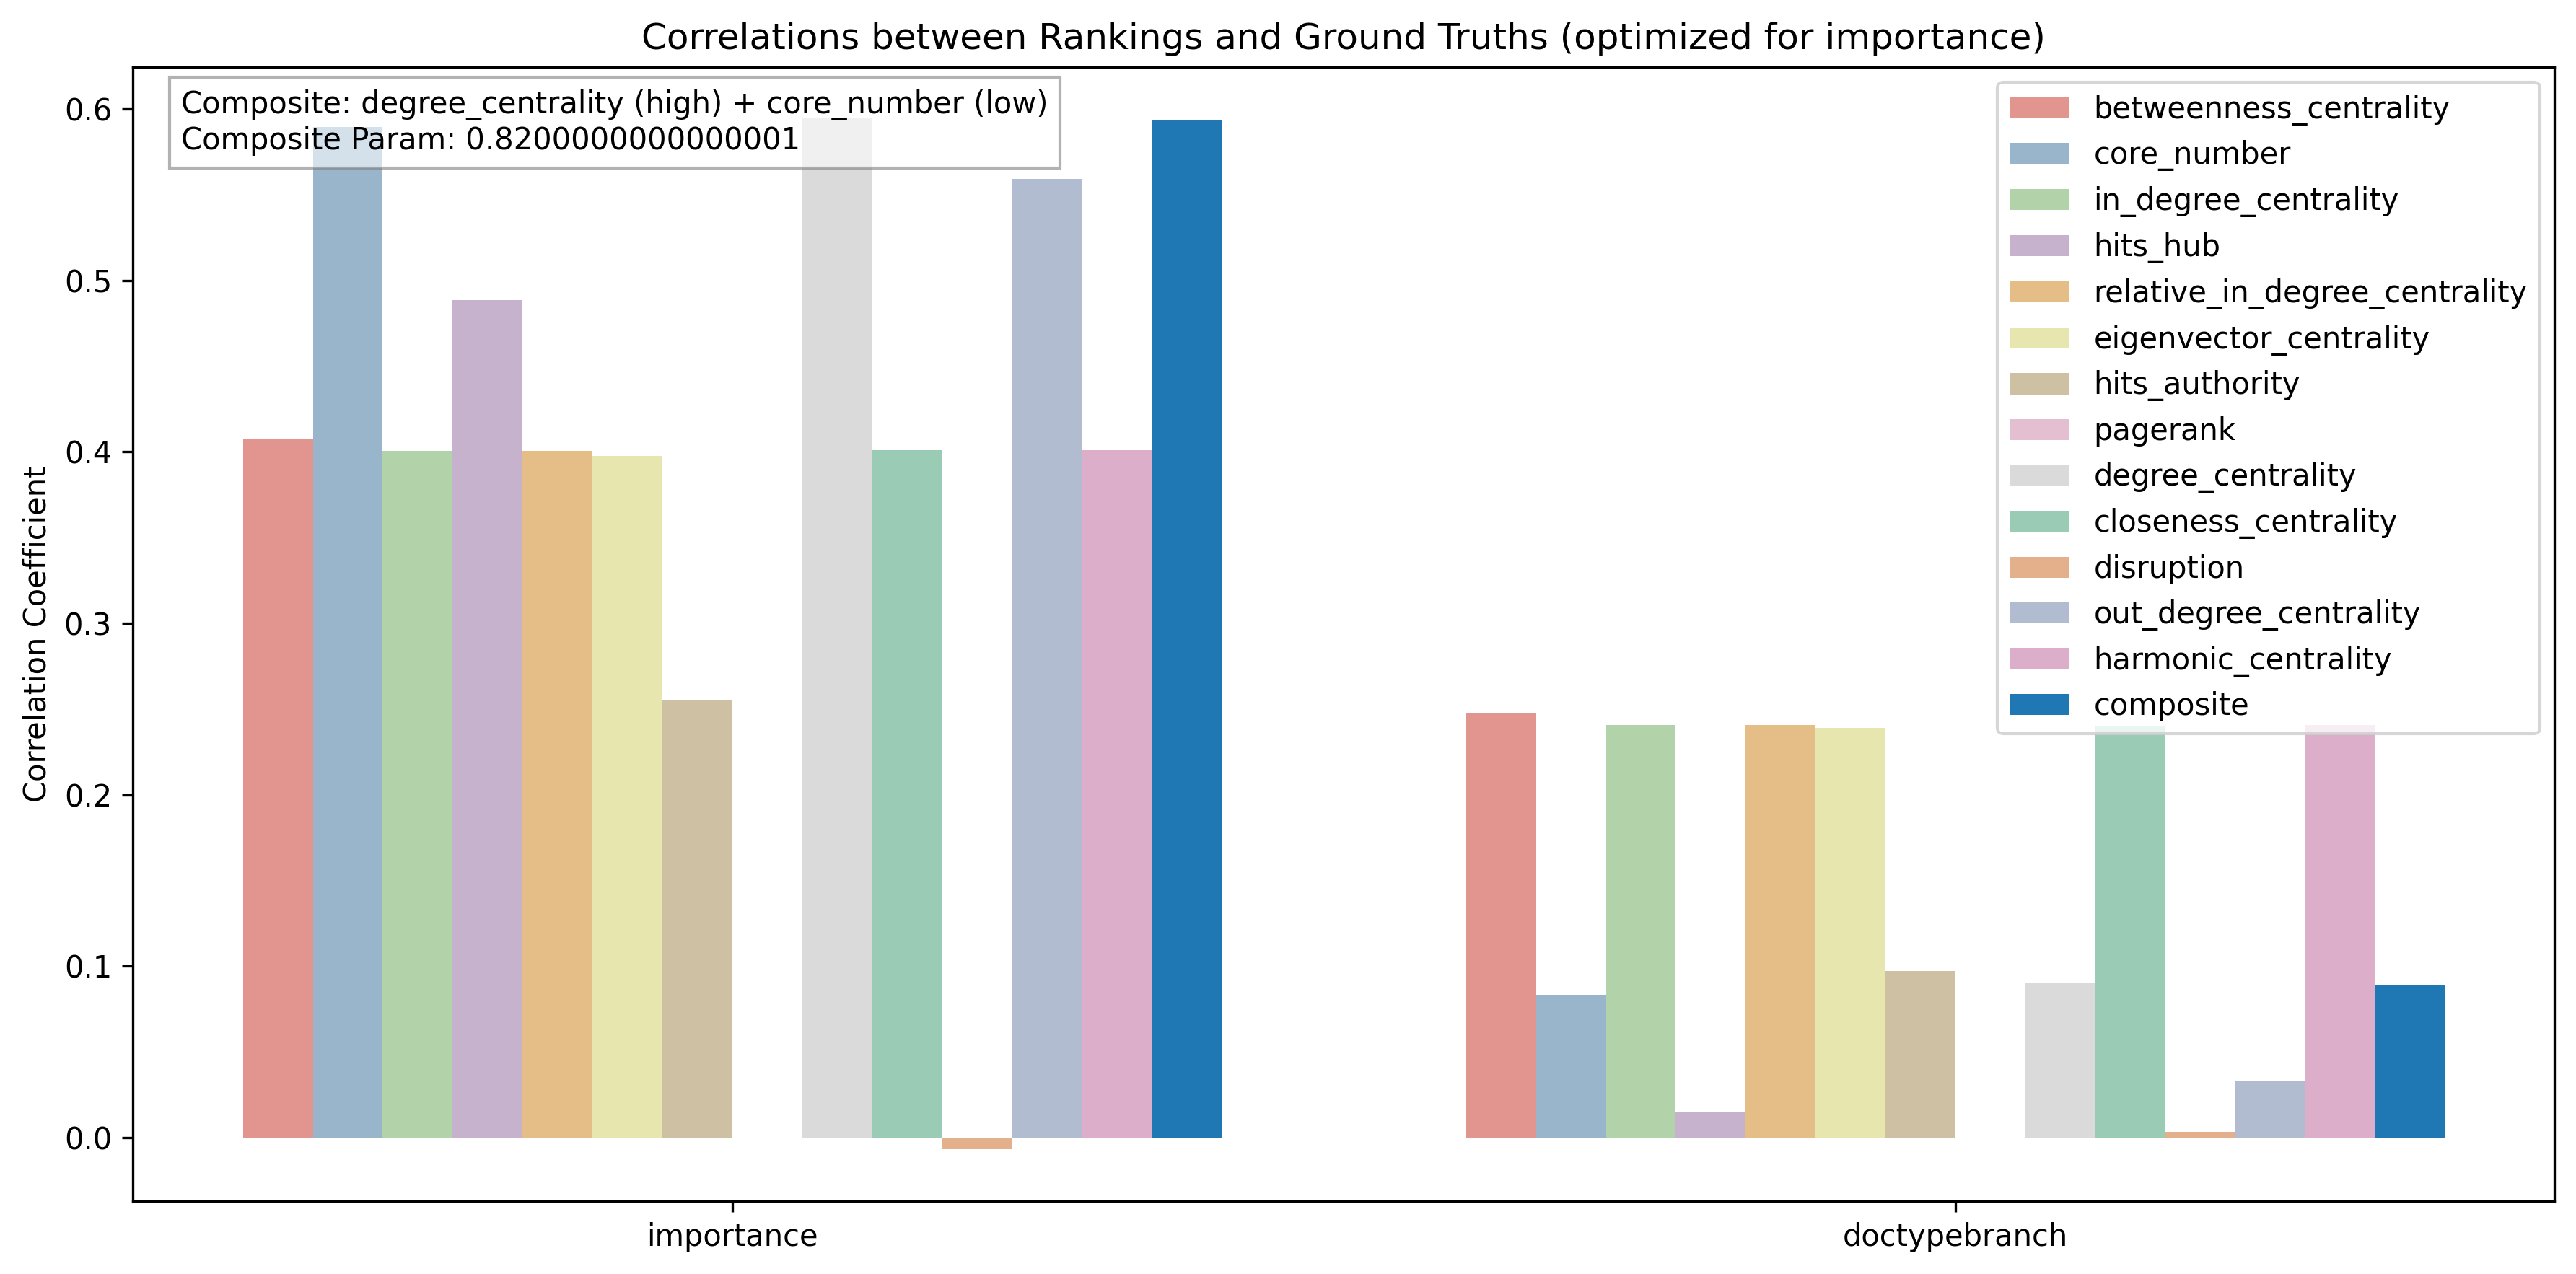 Correlations between Rankings and Ground Truths (optimized for importance)
Composite: degree_centrality (high) + core_number (low)
Composite Param: 0.8200000000000001
betweenness_centrality
core_number
in_degree_centrality
hits_hub
relative_in_degree_centrality
eigenvector_centrality
hits_authority
pagerank
degree_centrality
closeness_centrality
disruption
out_degree_centrality
harmonic_centrality
composite
Correlation Coefficient
0.6
0.5
0.4
0.3
0.2
0.1
0.0
importance
doctypebranch